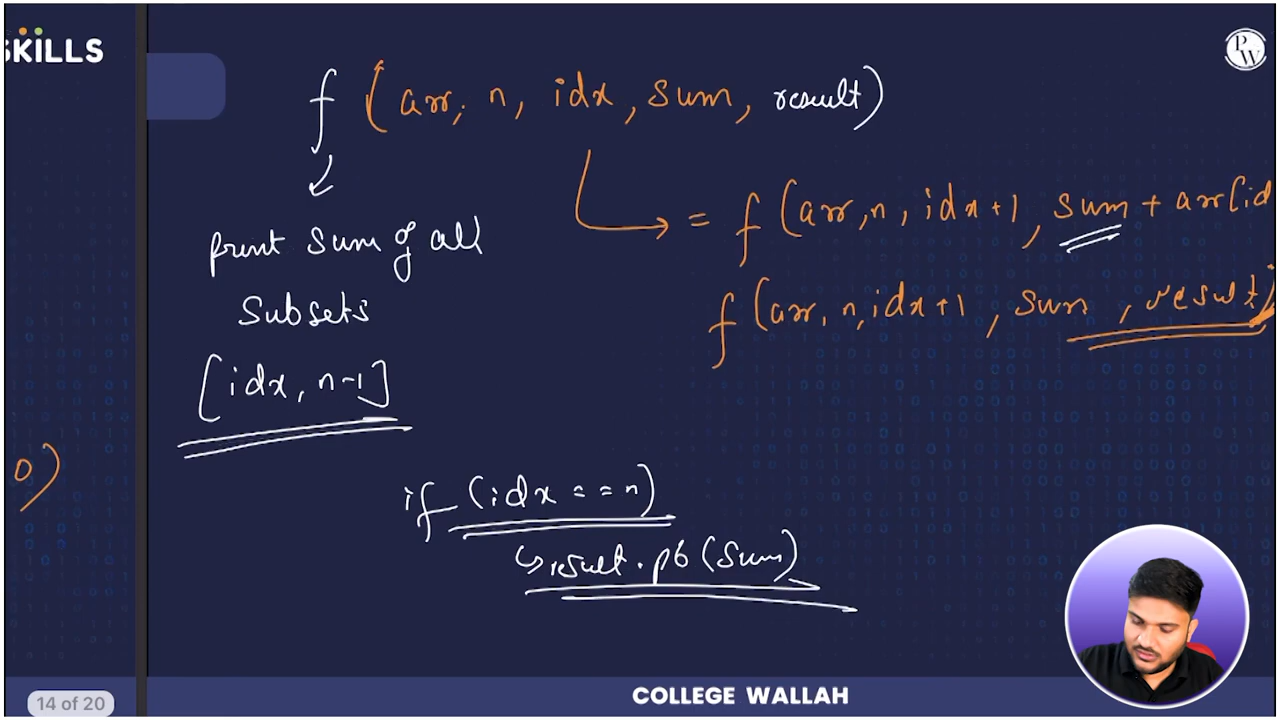 SKILLS
PW
f (arr, n, idx, sum, result)
= f (arr, n, idx+1, sum + arr[id
f (arr, n, idx+1, sum, result)
print sum of all
subsets
[idx, n-1]
0)
if (idx == n)
↳ result.pb(sum)
14 of 20
COLLEGE WALLAH